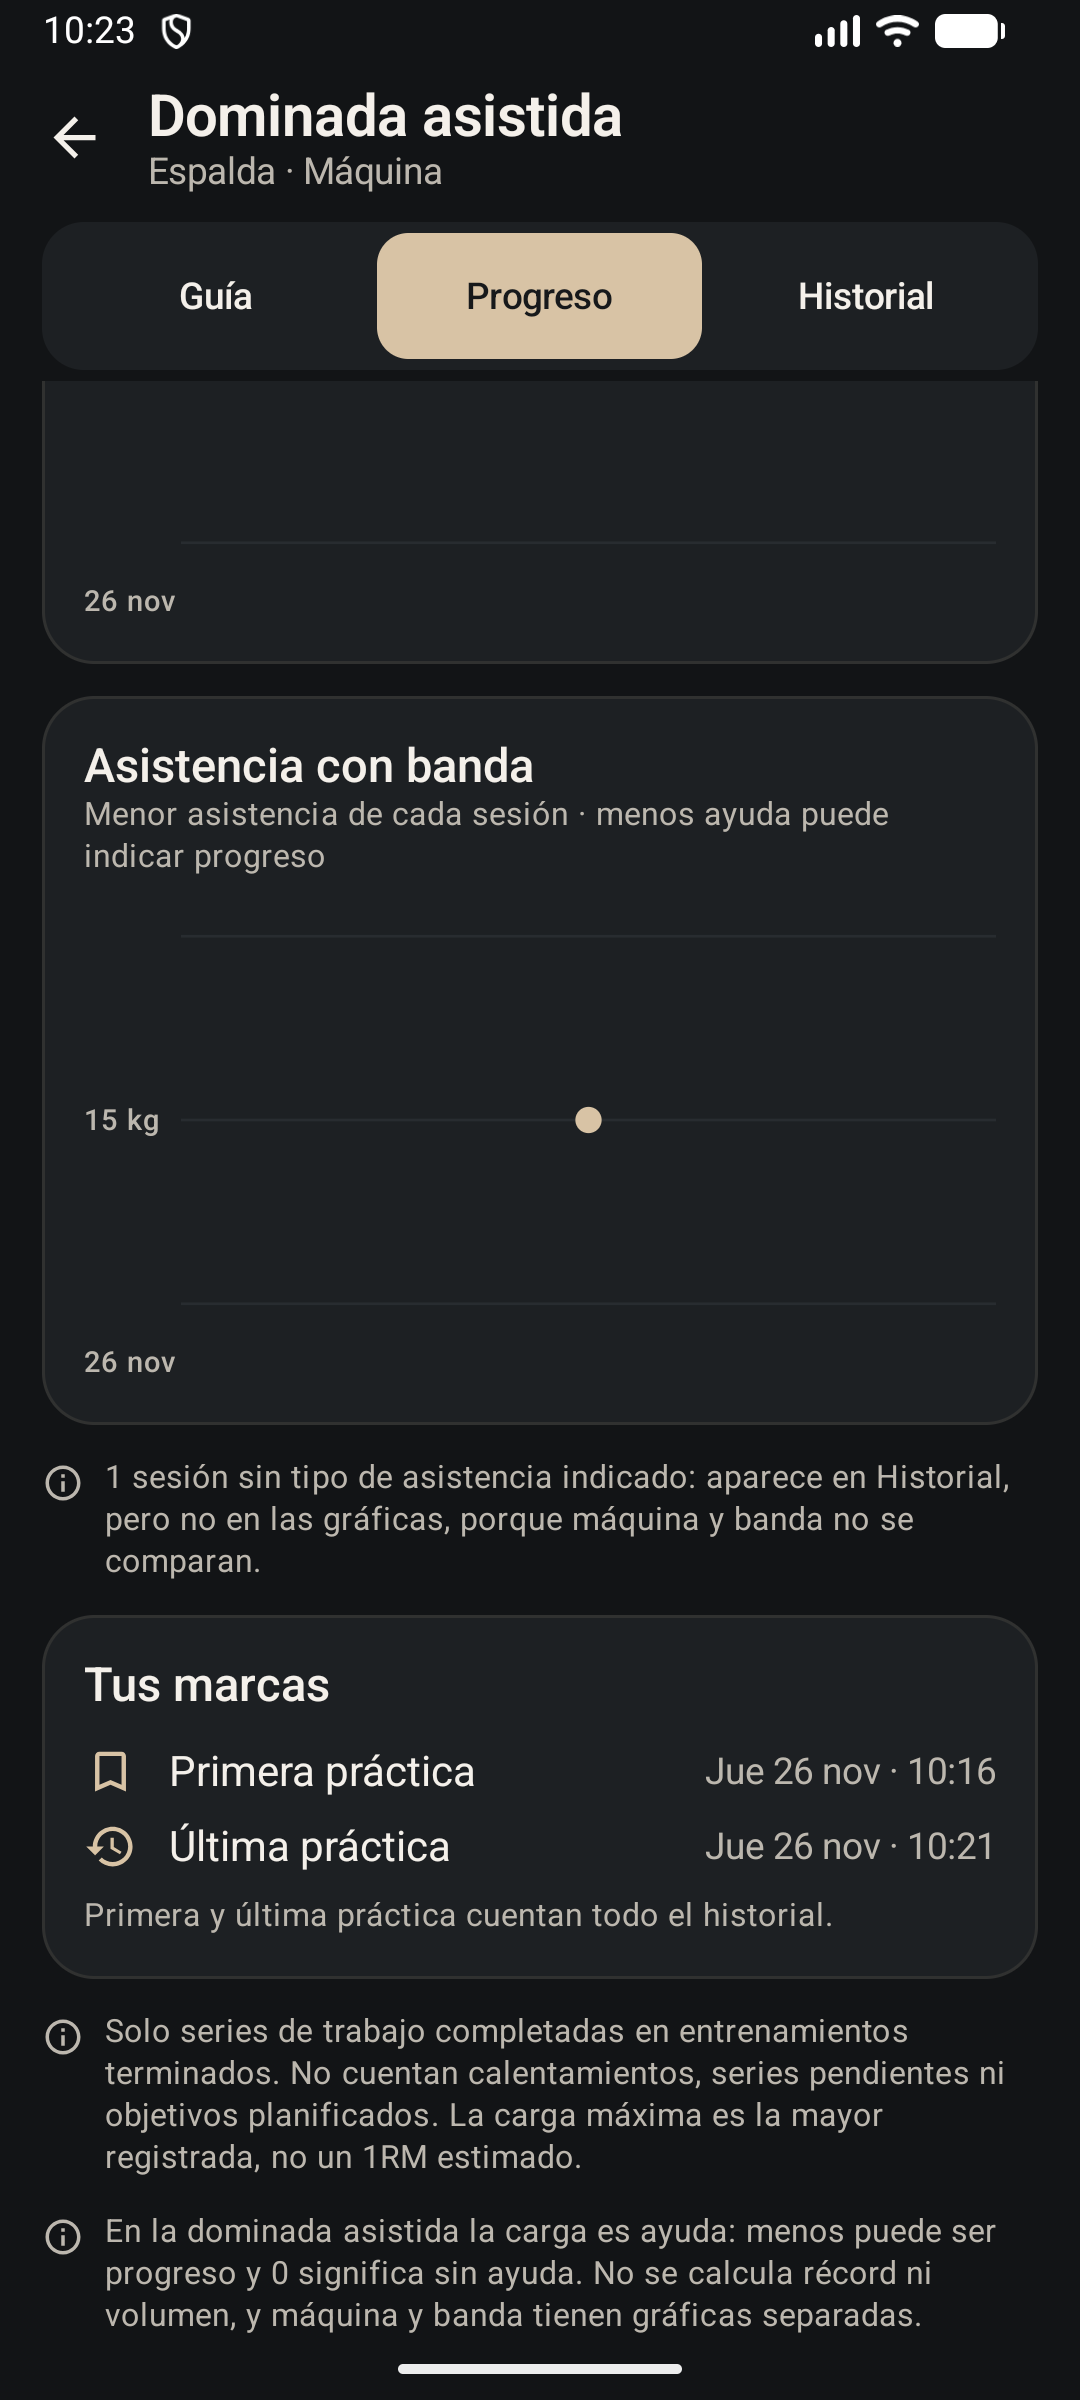 10:23
Dominada asistida
Espalda · Máquina
Guía
Progreso
Historial
26 nov
Asistencia con banda
Menor asistencia de cada sesión · menos ayuda puede
indicar progreso
15 kg
26 nov
1 sesión sin tipo de asistencia indicado: aparece en Historial,
pero no en las gráficas, porque máquina y banda no se
comparan.
Tus marcas
Primera práctica
Jue 26 nov · 10:16
Última práctica
Jue 26 nov · 10:21
Primera y última práctica cuentan todo el historial.
Solo series de trabajo completadas en entrenamientos
terminados. No cuentan calentamientos, series pendientes ni
objetivos planificados. La carga máxima es la mayor
registrada, no un 1RM estimado.
En la dominada asistida la carga es ayuda: menos puede ser
progreso y 0 significa sin ayuda. No se calcula récord ni
volumen, y máquina y banda tienen gráficas separadas.